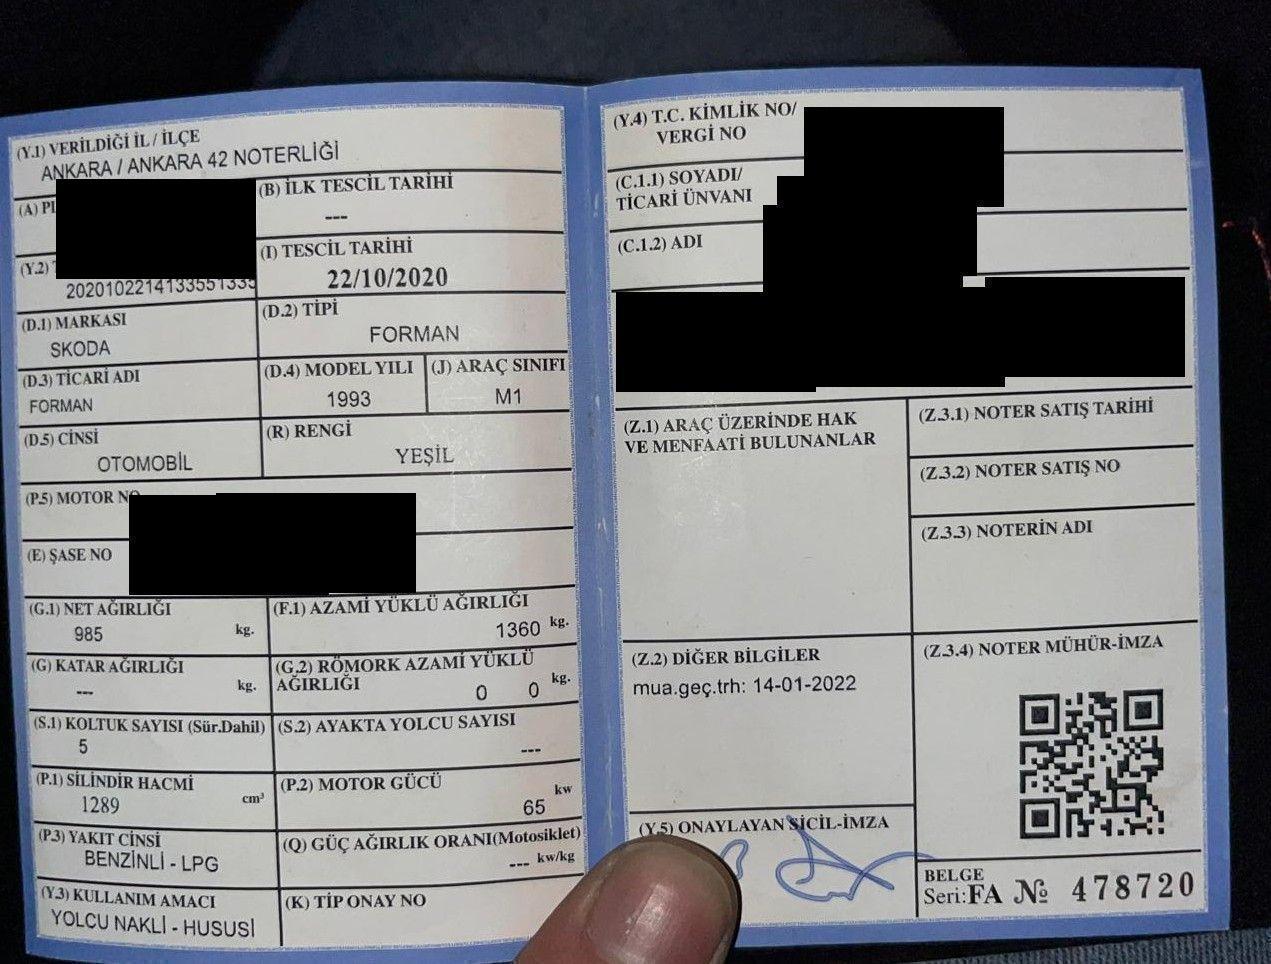 (Y.1) VERİLDİĞİ İL / İLÇE
ANKARA / ANKARA 42 NOTERLİĞİ
(A) PL
(B) İLK TESCİL TARİHİ
---
(Y.2) T
20201022141335513355
(I) TESCİL TARİHİ
22/10/2020
(D.1) MARKASI
SKODA
(D.2) TİPİ
FORMAN
(D.3) TİCARİ ADI
FORMAN
(D.4) MODEL YILI
1993
(J) ARAÇ SINIFI
M1
(D.5) CİNSİ
OTOMOBİL
(R) RENGİ
YEŞİL
(P.5) MOTOR NO
(E) ŞASE NO
(G.1) NET AĞIRLIĞI
985 kg.
(F.1) AZAMİ YÜKLÜ AĞIRLIĞI
1360 kg.
(G) KATAR AĞIRLIĞI
--- kg.
(G.2) RÖMORK AZAMİ YÜKLÜ
AĞIRLIĞI 0 0 kg.
(S.1) KOLTUK SAYISI (Sür.Dahil)
5
(S.2) AYAKTA YOLCU SAYISI
---
(P.1) SİLİNDİR HACMİ
1289 cm³
(P.2) MOTOR GÜCÜ
65 kw
(P.3) YAKIT CİNSİ
BENZİNLİ - LPG
(Q) GÜÇ AĞIRLIK ORANI(Motosiklet)
--- kw/kg
(Y.3) KULLANIM AMACI
YOLCU NAKLİ - HUSUSİ
(K) TİP ONAY NO
(Y.4) T.C. KİMLİK NO/
VERGİ NO
(C.1.1) SOYADI/
TİCARİ ÜNVANI
(C.1.2) ADI
(Z.1) ARAÇ ÜZERİNDE HAK
VE MENFAATİ BULUNANLAR
(Z.3.1) NOTER SATIŞ TARİHİ
(Z.3.2) NOTER SATIŞ NO
(Z.3.3) NOTERİN ADI
(Z.2) DİĞER BİLGİLER
mua.geç.trh: 14-01-2022
(Z.3.4) NOTER MÜHÜR-İMZA
(Y.5) ONAYLAYAN SİCİL-İMZA
BELGE
Seri:FA № 478720